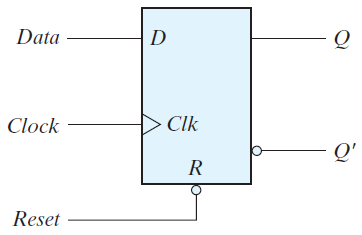 Data D Q
Clock Clk
Q'
R
Reset